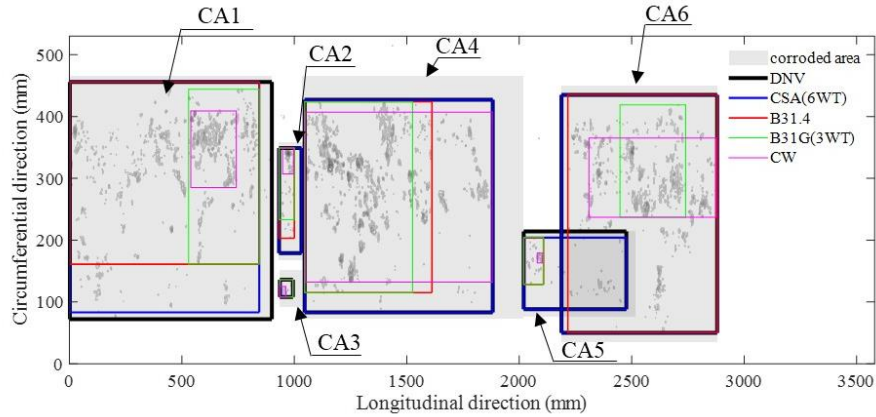 CA1
CA2
CA4
CA6
500
400
300
200
100
0
Circumferential direction (mm)
corroded area
DNV
CSA(6WT)
B31.4
B31G(3WT)
CW
CA3
CA5
0 500 1000 1500 2000 2500 3000 3500
Longitudinal direction (mm)